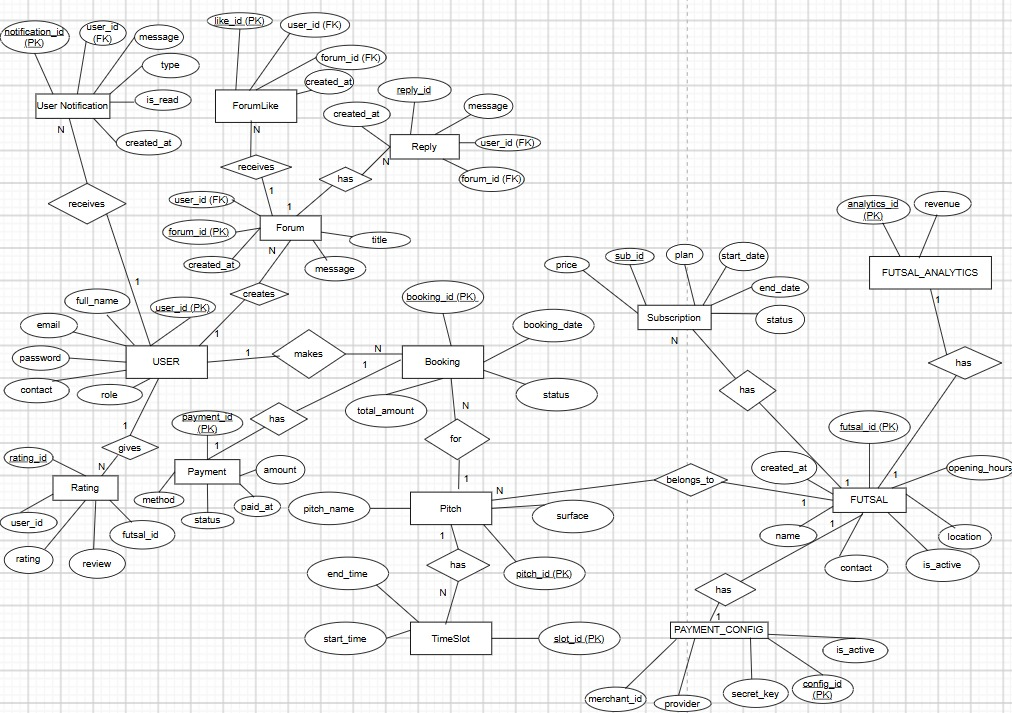 like_id (PK)
user_id (FK)
notification_id
(PK)
user_id
(FK)
message
forum_id (FK)
type
created_at
reply_id
is_read
User Notification
ForumLike
created_at
message
N
N
created_at
Reply
user_id (FK)
N
receives
has
forum_id (FK)
1
receives
user_id (FK)
1
analytics_id
(PK)
revenue
forum_id (PK)
Forum
title
N
created_at
message
price
sub_id
plan
start_date
FUTSAL_ANALYTICS
1
creates
booking_id (PK)
end_date
1
full_name
user_id (PK)
Subscription
status
email
1
booking_date
N
password
USER
1
makes
N
1
Booking
has
contact
role
status
has
total_amount
N
payment_id
(PK)
has
futsal_id (PK)
1
gives
1
for
rating_id
N
created_at
opening_hours
Payment
amount
1
belongs_to
1
1
Rating
N
method
paid_at
pitch_name
Pitch
surface
1
FUTSAL
user_id
status
futsal_id
1
name
location
rating
review
1
has
contact
is_active
end_time
pitch_id (PK)
N
has
1
start_time
TimeSlot
slot_id (PK)
PAYMENT_CONFIG
is_active
merchant_id
provider
secret_key
config_id
(PK)